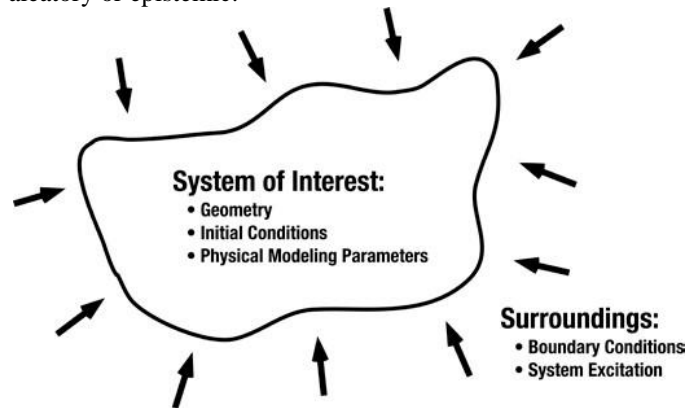 aleatory or epistemic.
System of Interest:
• Geometry
• Initial Conditions
• Physical Modeling Parameters
Surroundings:
• Boundary Conditions
• System Excitation